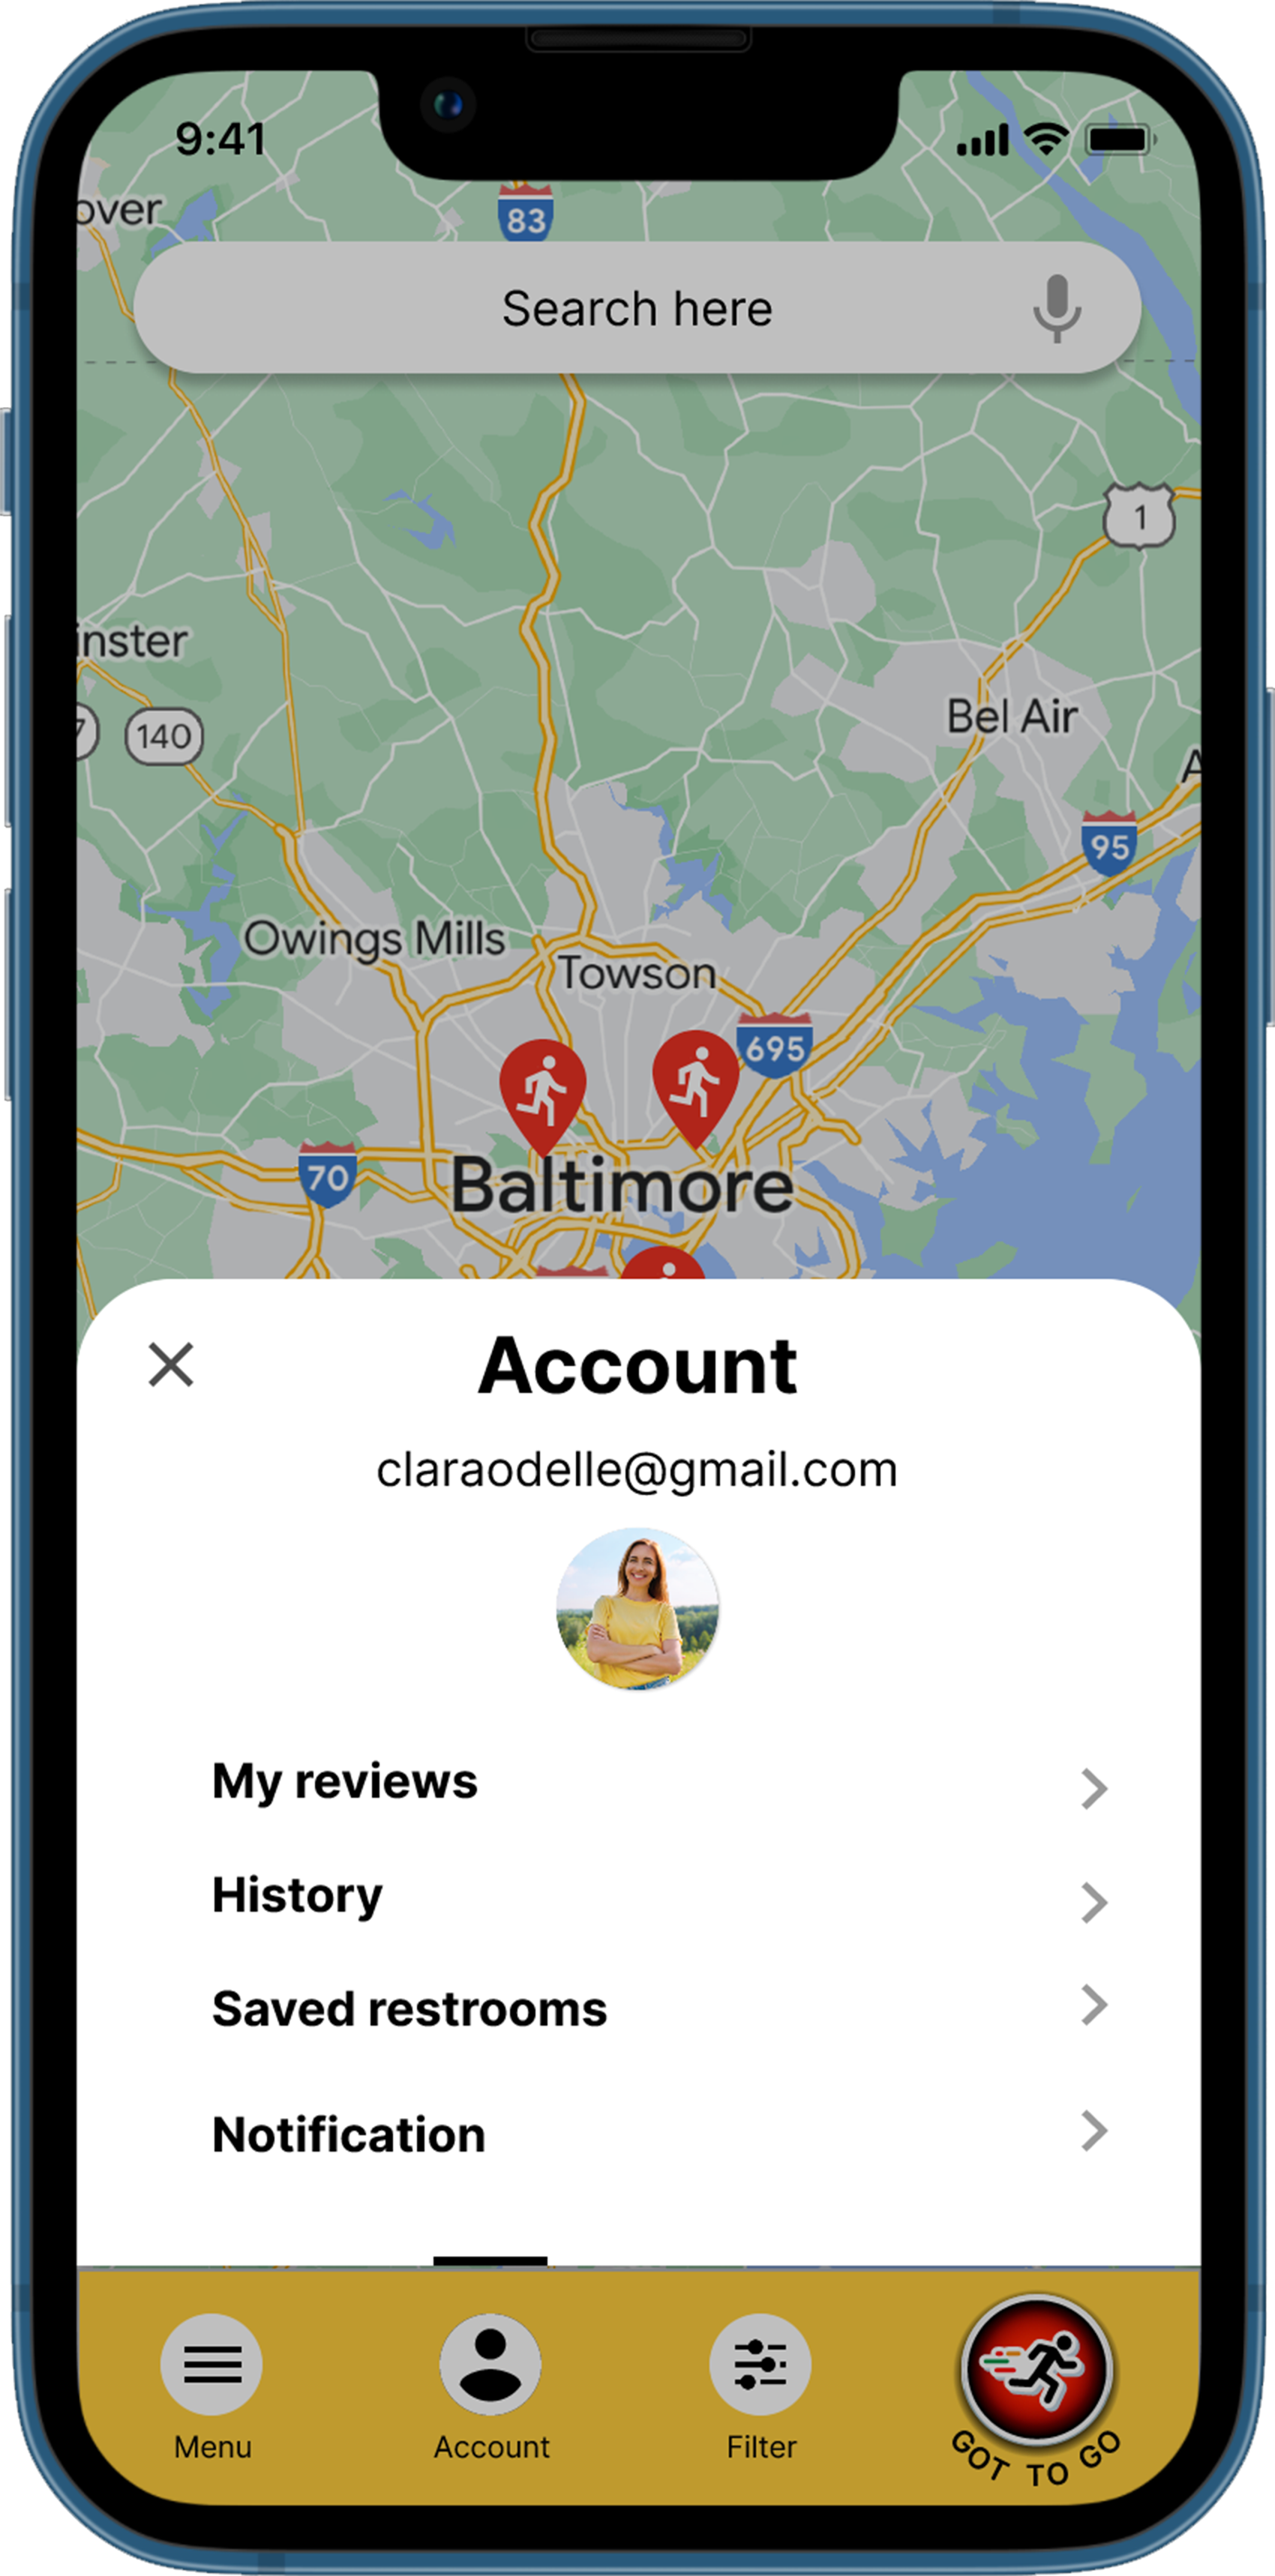 9:41
over
83
Search here
1
inster
7
140
Bel Air
A
95
Owings Mills
Towson
695
70
Baltimore
Account
claraodelle@gmail.com
My reviews
History
Saved restrooms
Notification
Menu
Account
Filter
GOT TO GO